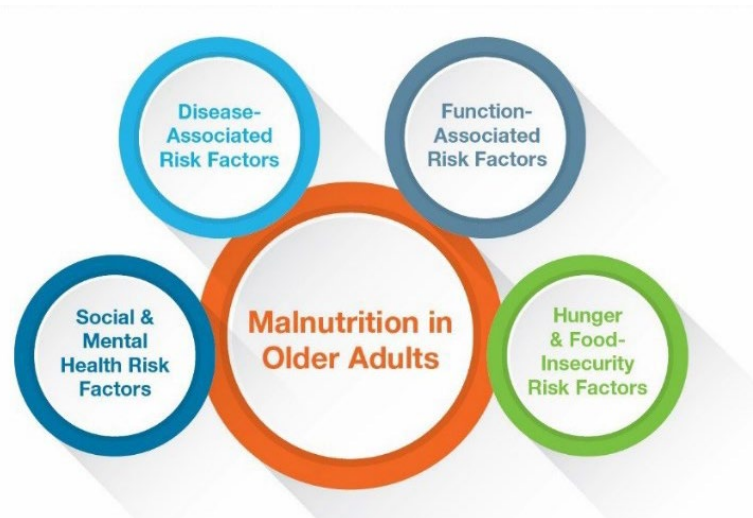 Disease-
Associated
Risk Factors
Function-
Associated
Risk Factors
Social &
Mental
Health Risk
Factors
Malnutrition in
Older Adults
Hunger
& Food-
Insecurity
Risk Factors